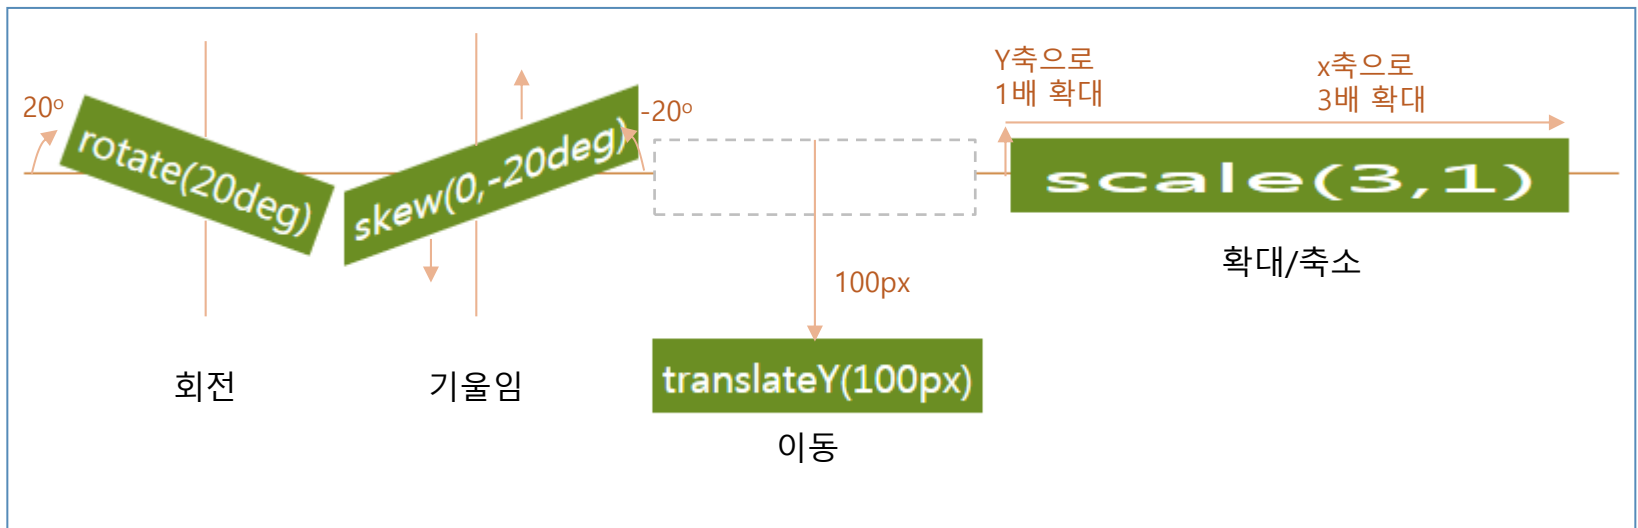 20º
rotate(20deg)
회전
skew(0,-20deg)
-20º
기울임
100px
translateY(100px)
이동
Y축으로
1배 확대
x축으로
3배 확대
scale(3,1)
확대/축소